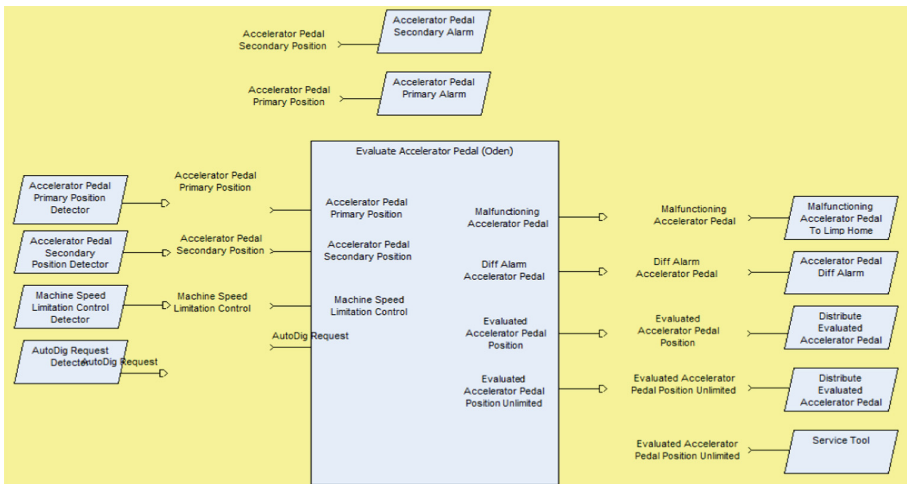 Accelerator Pedal
Secondary Position
Accelerator Pedal
Secondary Alarm
Accelerator Pedal
Primary Position
Accelerator Pedal
Primary Alarm
Evaluate Accelerator Pedal (Oden)
Accelerator Pedal
Primary Position
Detector
Accelerator Pedal
Primary Position
Accelerator Pedal
Primary Position
Malfunctioning
Accelerator Pedal
Malfunctioning
Accelerator Pedal
Malfunctioning
Accelerator Pedal
To Limp Home
Accelerator Pedal
Secondary
Position Detector
Accelerator Pedal
Secondary Position
Accelerator Pedal
Secondary Position
Diff Alarm
Accelerator Pedal
Diff Alarm
Accelerator Pedal
Accelerator Pedal
Diff Alarm
Machine Speed
Limitation Control
Detector
Machine Speed
Limitation Control
Machine Speed
Limitation Control
Evaluated
Accelerator Pedal
Position
Evaluated
Accelerator Pedal
Position
Distribute
Evaluated
Accelerator Pedal
AutoDig Request
Detector
AutoDig Request
AutoDig Request
Evaluated
Accelerator Pedal
Position Unlimited
Evaluated Accelerator
Pedal Position Unlimited
Distribute
Evaluated
Accelerator Pedal
Evaluated Accelerator
Pedal Position Unlimited
Service Tool